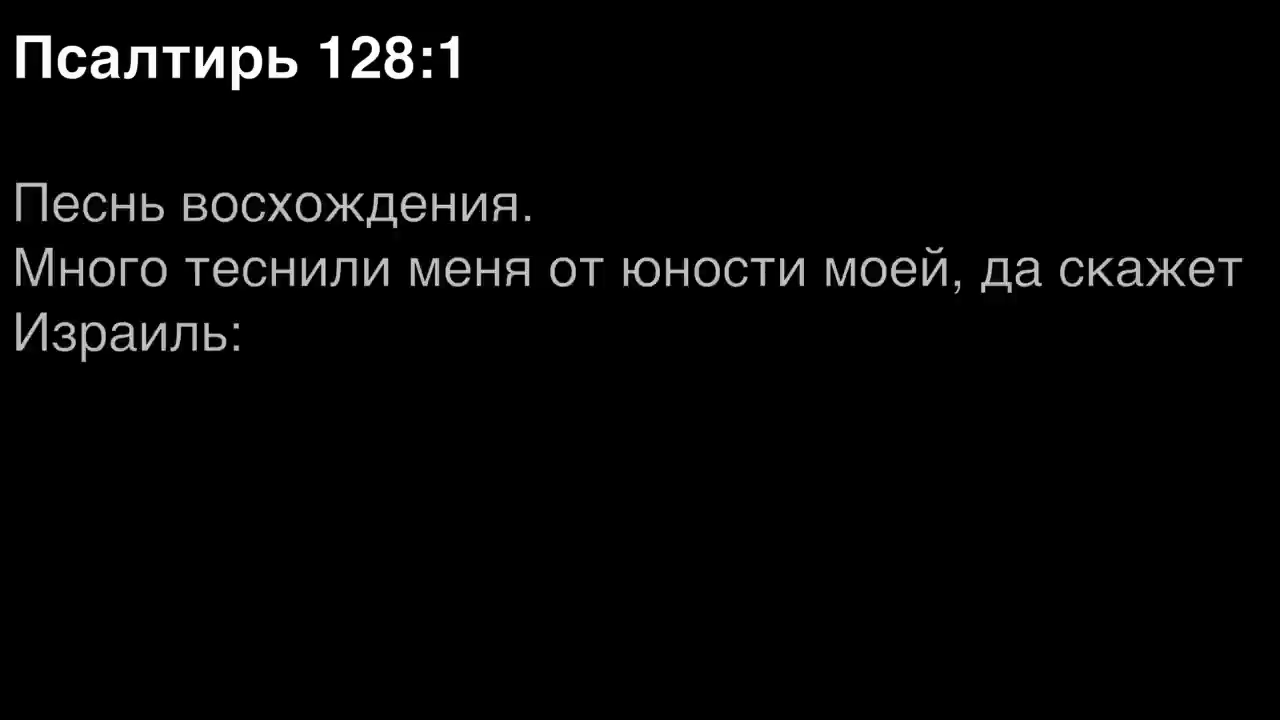 Псалтирь 128:1
Песнь восхождения.
Много теснили меня от юности моей, да скажет
Израиль: